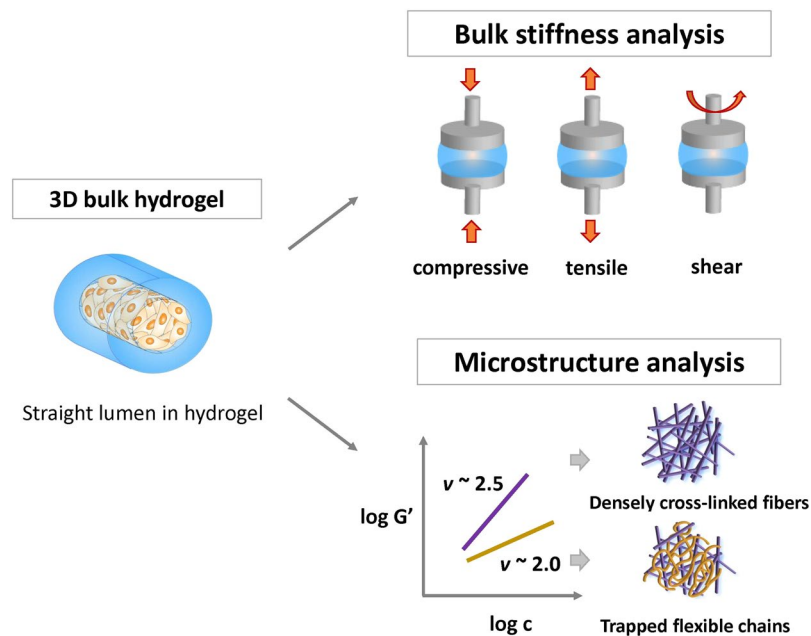 Bulk stiffness analysis
3D bulk hydrogel
compressive
tensile
shear
Straight lumen in hydrogel
Microstructure analysis
v ~ 2.5
log G’
v ~ 2.0
log c
Densely cross-linked fibers
Trapped flexible chains